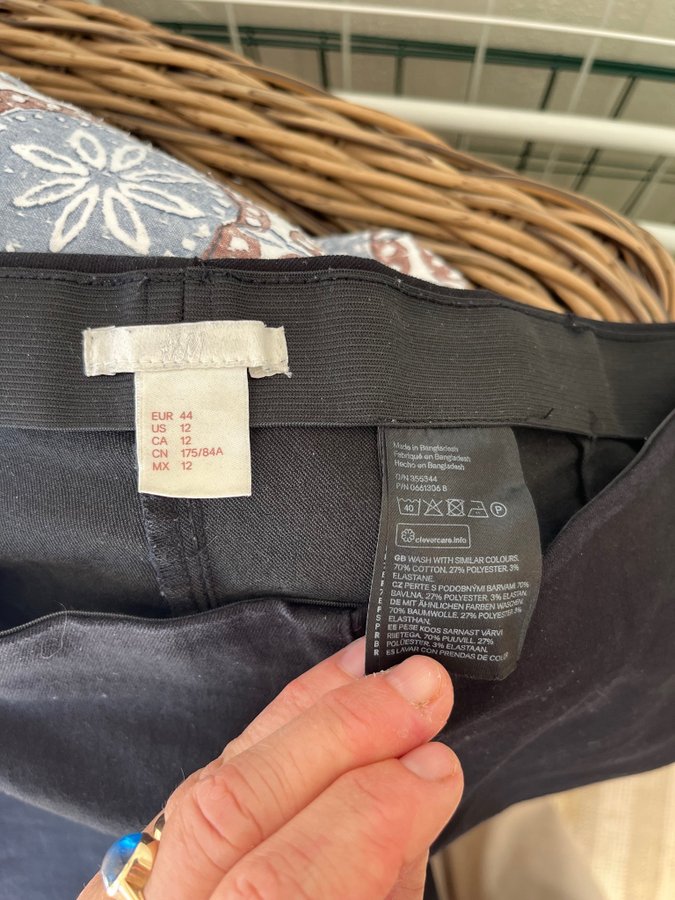 H&M
EUR 44
US 12
CA 12
CN 175/84A
MX 12
Made in Bangladesh
Fabriqué en Bangladesh
Hecho en Bangladesh
O/N 355344
P/N 0661306 8
40
P
clevercare.info
GB WASH WITH SIMILAR COLOURS.
70% COTTON, 27% POLYESTER, 3%
ELASTANE.
CZ PERTE S PODOBNÝMI BARVAMI. 70%
BAVLNA, 27% POLYESTER, 3% ELASTAN.
DE MIT ÄHNLICHEN FARBEN WASCHEN.
70% BAUMWOLLE, 27% POLYESTER, 3%
ELASTHAN.
EE PESE KOOS SARNAST VÄRVI
RIIETEGA. 70% PUUVILL, 27%
POLÜESTER, 3% ELASTAAN.
ES LAVAR CON PRENDAS DE COLOR